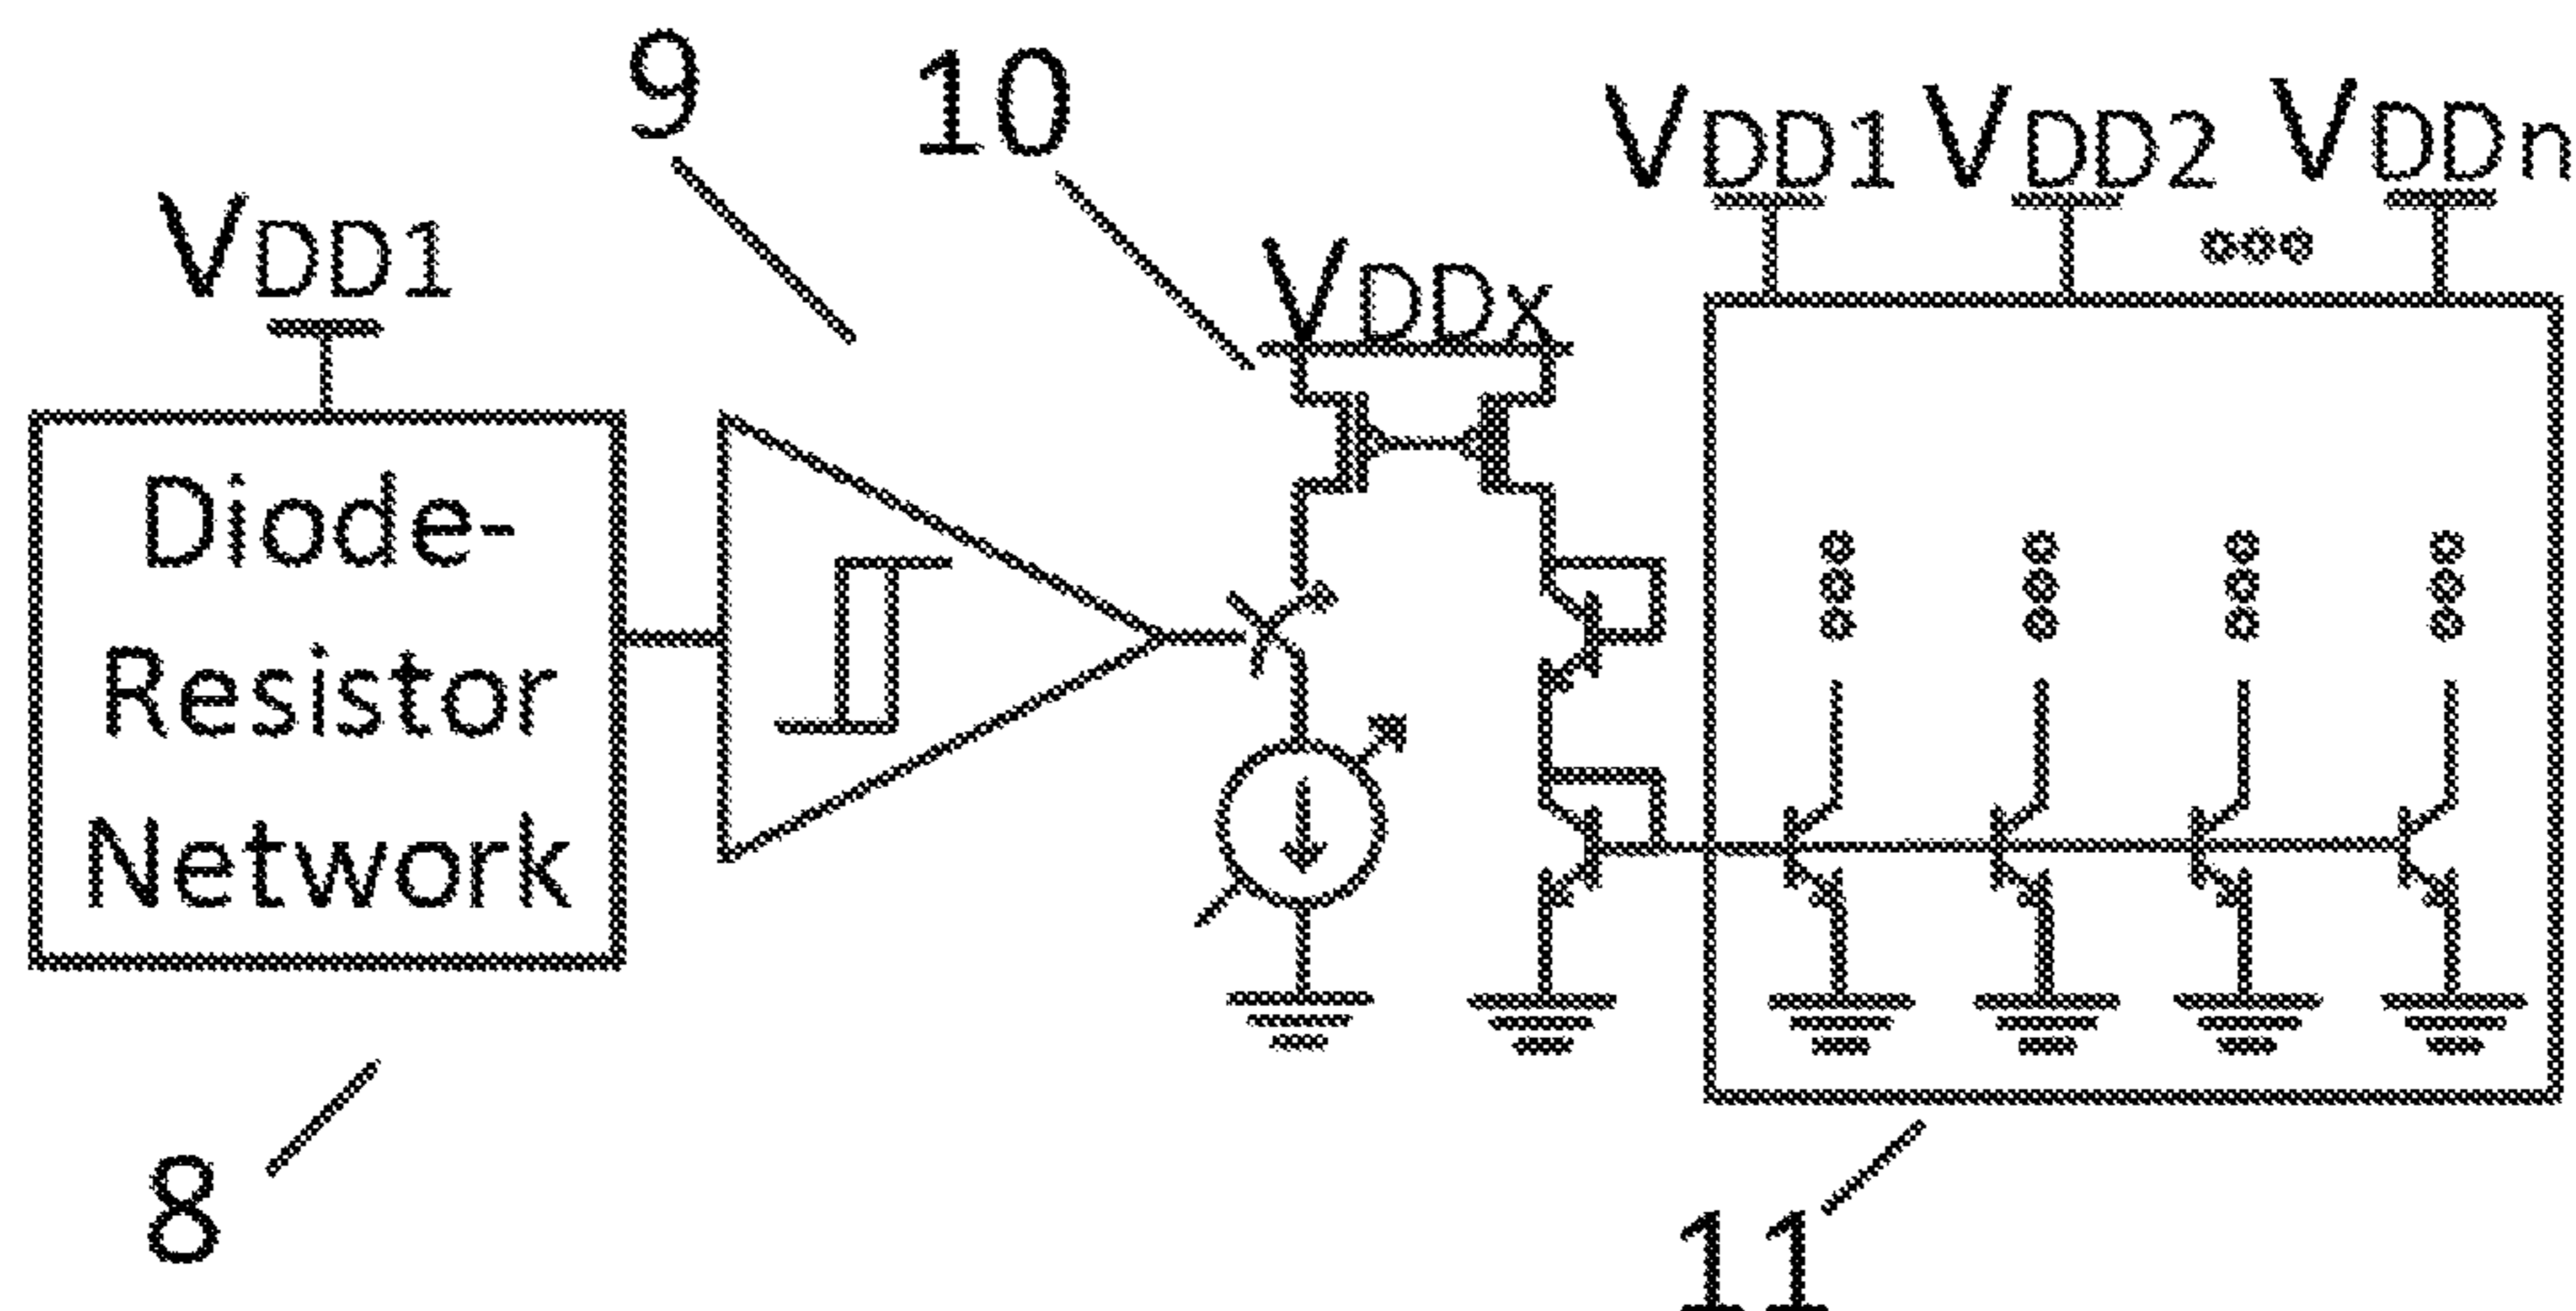 9
10
VDD1
VDDx
VDD1 VDD2 VDDn
Diode-
Resistor
Network
8
11